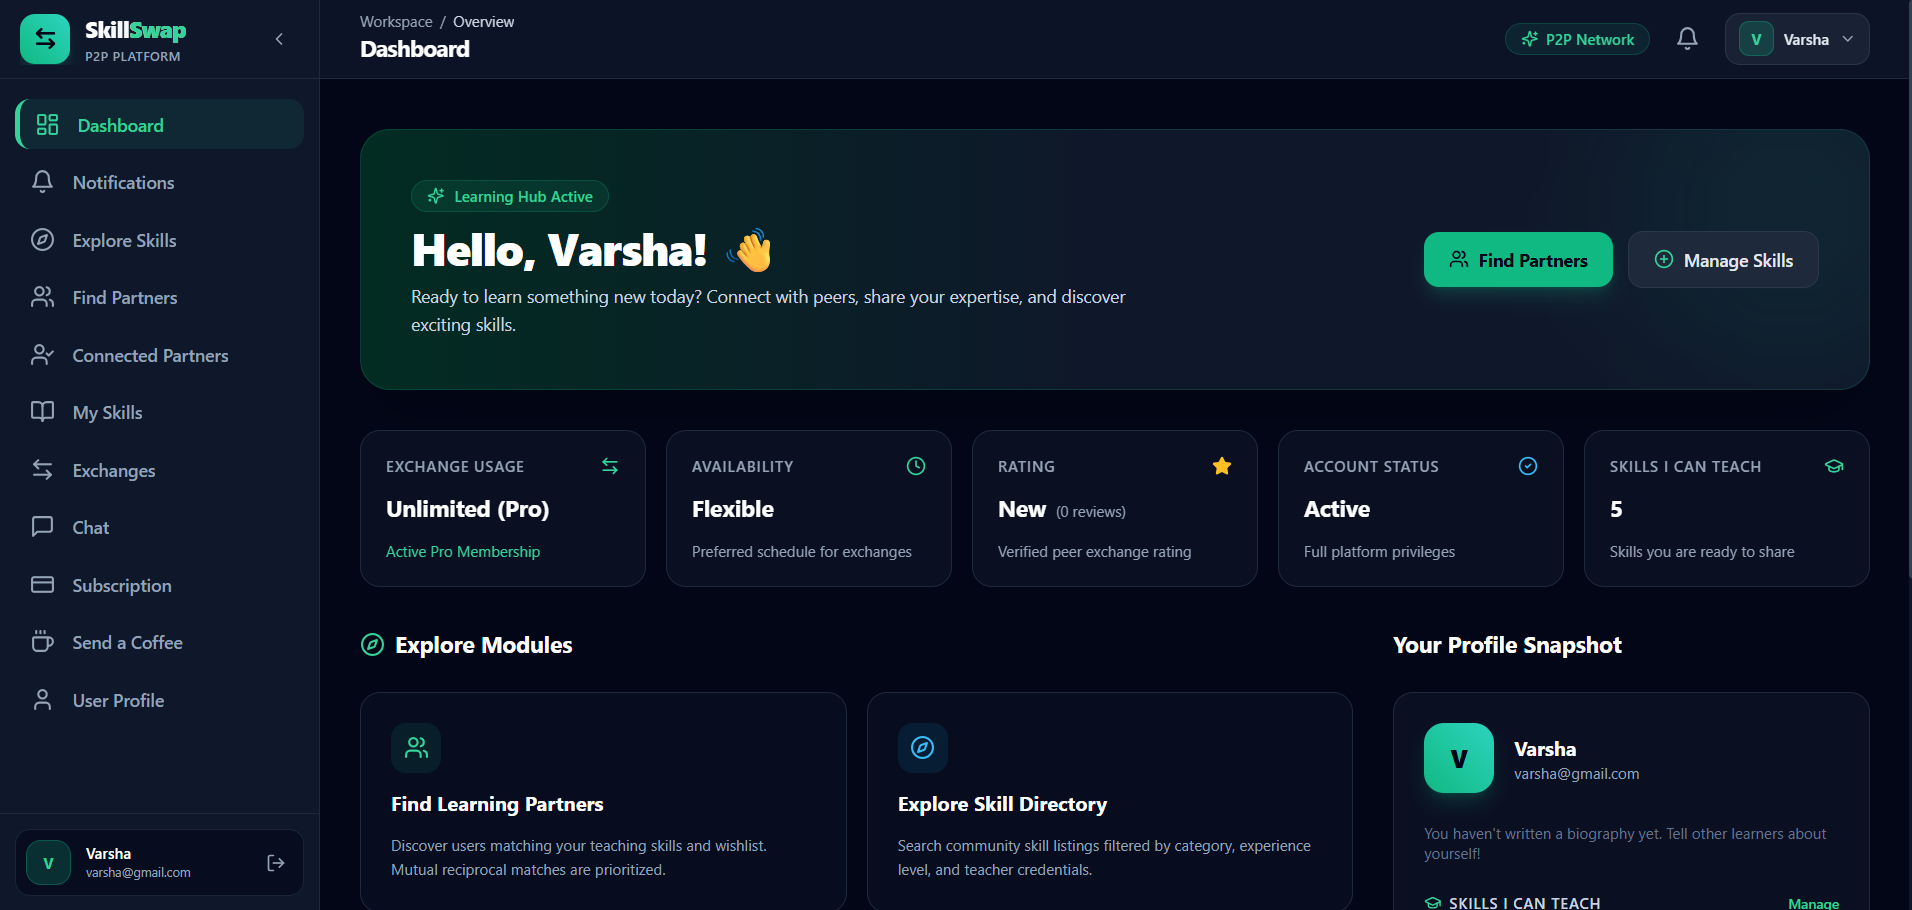 SkillSwap
P2P PLATFORM
Dashboard
Notifications
Explore Skills
Find Partners
Connected Partners
My Skills
Exchanges
Chat
Subscription
Send a Coffee
User Profile
V
Varsha
varsha@gmail.com
Workspace / Overview
Dashboard
P2P Network
V Varsha
Learning Hub Active
Hello, Varsha! 👋
Ready to learn something new today? Connect with peers, share your expertise, and discover
exciting skills.
Find Partners
Manage Skills
EXCHANGE USAGE
Unlimited (Pro)
Active Pro Membership
AVAILABILITY
Flexible
Preferred schedule for exchanges
RATING
New (0 reviews)
Verified peer exchange rating
ACCOUNT STATUS
Active
Full platform privileges
SKILLS I CAN TEACH
5
Skills you are ready to share
Explore Modules
Find Learning Partners
Discover users matching your teaching skills and wishlist.
Mutual reciprocal matches are prioritized.
Explore Skill Directory
Search community skill listings filtered by category, experience
level, and teacher credentials.
Your Profile Snapshot
V
Varsha
varsha@gmail.com
You haven't written a biography yet. Tell other learners about
yourself!
SKILLS I CAN TEACH
Manage